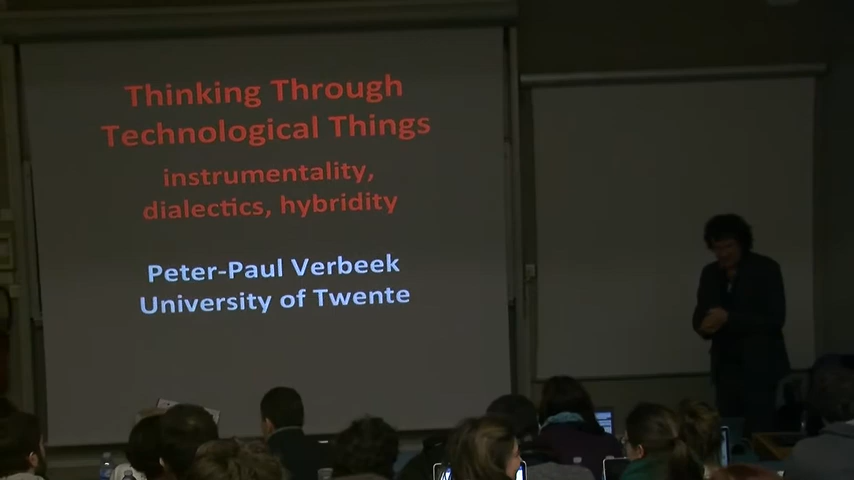 Thinking Through
Technological Things
instrumentality,
dialectics, hybridity
Peter-Paul Verbeek
University of Twente